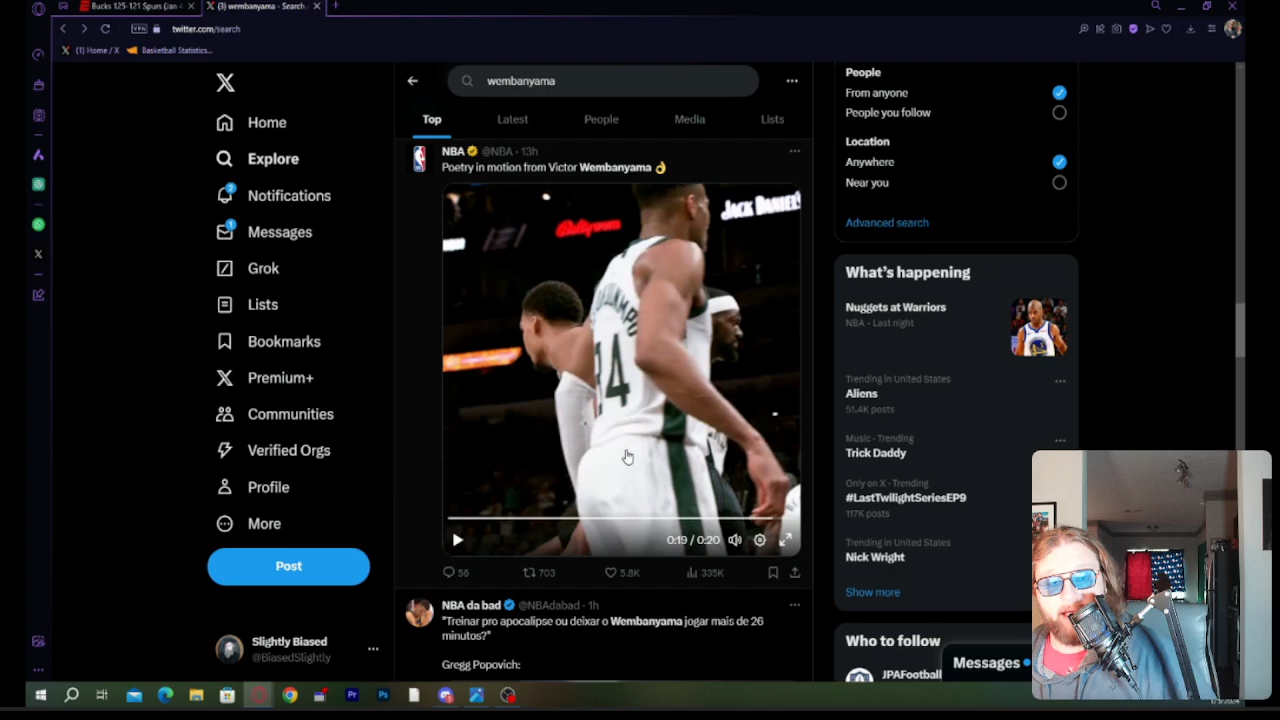 Bucks 125-121 Spurs (Jan 4
(3) wembanyama - Search
VPN
twitter.com/search
(1) Home / X
Basketball Statistics...
wembanyama
Top
Latest
People
Media
Lists
Home
Explore
2
Notifications
1
Messages
Grok
Lists
Bookmarks
Premium+
Communities
Verified Orgs
Profile
More
Post
Slightly Biased
@BiasedSlightly
NBA @NBA · 13h
Poetry in motion from Victor Wembanyama 👌
JACK DANIEL'S
Bally
34
0:19 / 0:20
56
703
5.8K
335K
NBA da bad @NBAdabad · 1h
"Treinar pro apocalipse ou deixar o Wembanyama jogar mais de 26
minutos?"
Gregg Popovich:
People
From anyone
People you follow
Location
Anywhere
Near you
Advanced search
What's happening
Nuggets at Warriors
NBA · Last night
Trending in United States
Aliens
51.4K posts
Music · Trending
Trick Daddy
Only on X · Trending
#LastTwilightSeriesEP9
117K posts
Trending in United States
Nick Wright
Show more
Who to follow
JPAFootball
Messages